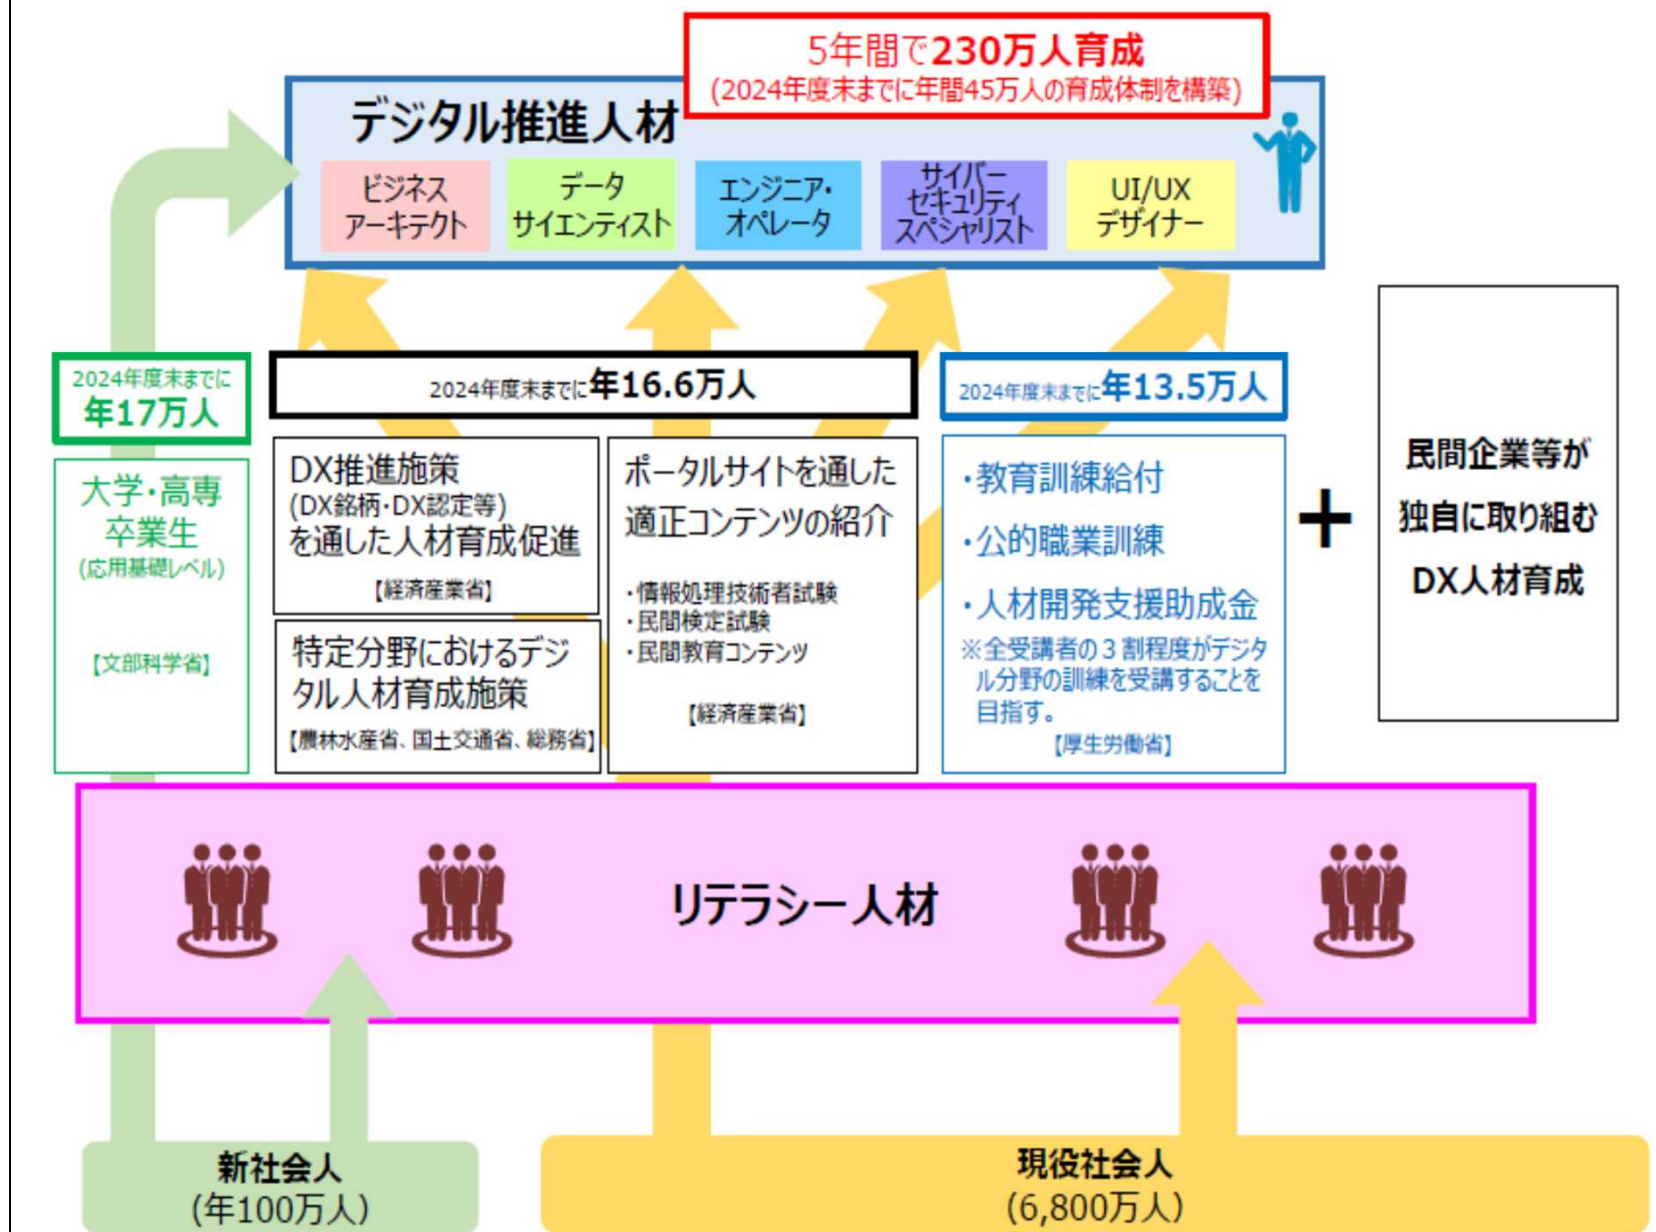 5年間で230万人育成
(2024年度末までに年間45万人の育成体制を構築)
デジタル推進人材
ビジネス
アーキテクト
データ
サイエンティスト
エンジニア・
オペレータ
サイバー
セキュリティ
スペシャリスト
UI/UX
デザイナー
2024年度末までに
年17万人
大学・高専
卒業生
(応用基礎レベル)
【文部科学省】
2024年度末までに年16.6万人
DX推進施策
(DX銘柄・DX認定等)
を通した人材育成促進
【経済産業省】
特定分野におけるデジ
タル人材育成施策
【農林水産省、国土交通省、総務省】
ポータルサイトを通した
適正コンテンツの紹介
・情報処理技術者試験
・民間検定試験
・民間教育コンテンツ
【経済産業省】
2024年度末までに年13.5万人
・教育訓練給付
・公的職業訓練
・人材開発支援助成金
※全受講者の3割程度がデジタ
ル分野の訓練を受講することを
目指す。
【厚生労働省】
+
民間企業等が
独自に取り組む
DX人材育成
リテラシー人材
新社会人
(年100万人)
現役社会人
(6,800万人)